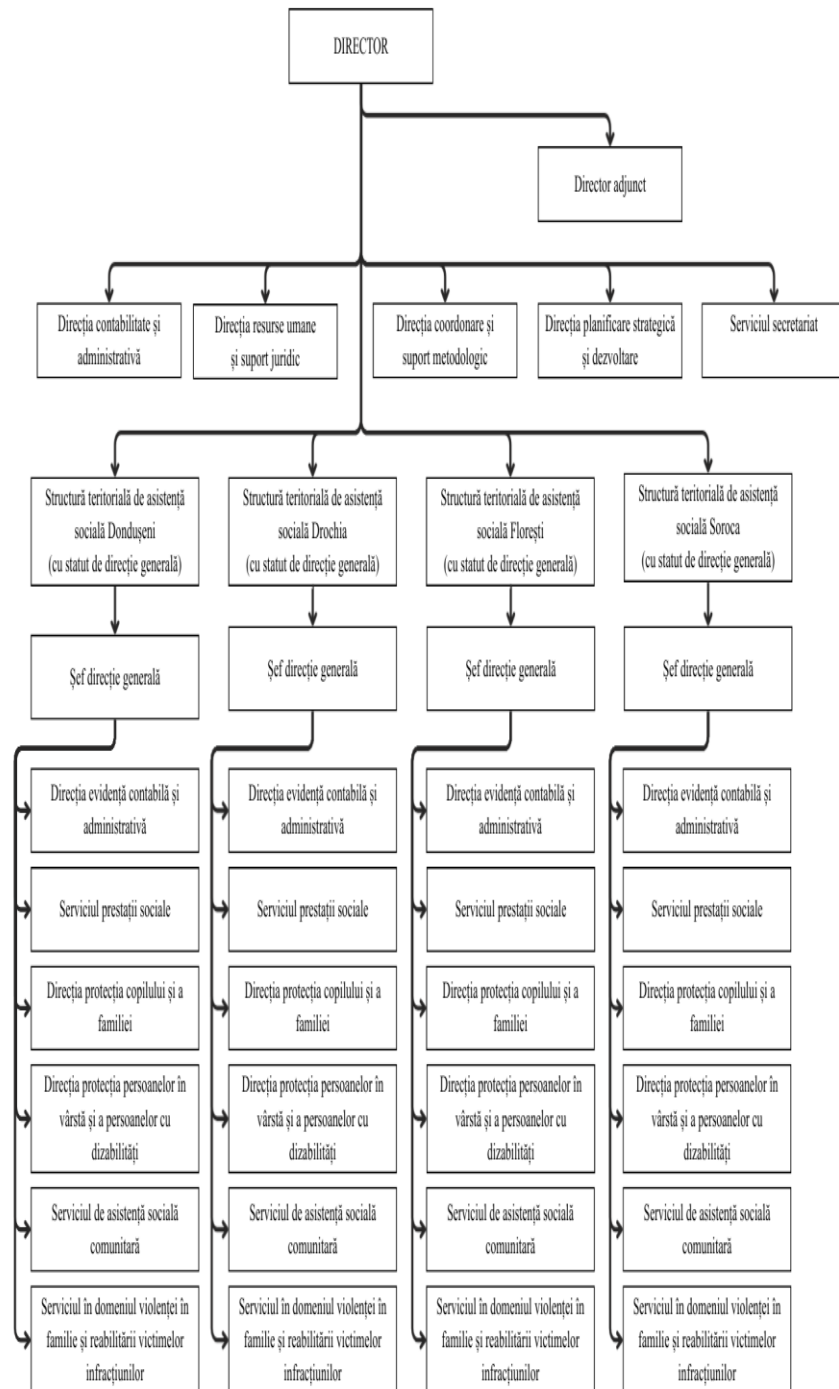 DIRECTOR
Director adjunct
Direcția contabilitate și
administrativă
Direcția resurse umane
și suport juridic
Direcția coordonare și
suport metodologic
Direcția planificare strategică
și dezvoltare
Serviciul secretariat
Structură teritorială de asistență
socială Dondușeni
(cu statut de direcție generală)
Structură teritorială de asistență
socială Drochia
(cu statut de direcție generală)
Structură teritorială de asistență
socială Florești
(cu statut de direcție generală)
Structură teritorială de asistență
socială Soroca
(cu statut de direcție generală)
Șef direcție generală
Șef direcție generală
Șef direcție generală
Șef direcție generală
Direcția evidență contabilă și
administrativă
Direcția evidență contabilă și
administrativă
Direcția evidență contabilă și
administrativă
Direcția evidență contabilă și
administrativă
Serviciul prestații sociale
Serviciul prestații sociale
Serviciul prestații sociale
Serviciul prestații sociale
Direcția protecția copilului și a
familiei
Direcția protecția copilului și a
familiei
Direcția protecția copilului și a
familiei
Direcția protecția copilului și a
familiei
Direcția protecția persoanelor în
vârstă și a persoanelor cu
dizabilități
Direcția protecția persoanelor în
vârstă și a persoanelor cu
dizabilități
Direcția protecția persoanelor în
vârstă și a persoanelor cu
dizabilități
Direcția protecția persoanelor în
vârstă și a persoanelor cu
dizabilități
Serviciul de asistență socială
comunitară
Serviciul de asistență socială
comunitară
Serviciul de asistență socială
comunitară
Serviciul de asistență socială
comunitară
Serviciul în domeniul violenței în
familie și reabilitării victimelor
infracțiunilor
Serviciul în domeniul violenței în
familie și reabilitării victimelor
infracțiunilor
Serviciul în domeniul violenței în
familie și reabilitării victimelor
infracțiunilor
Serviciul în domeniul violenței în
familie și reabilitării victimelor
infracțiunilor